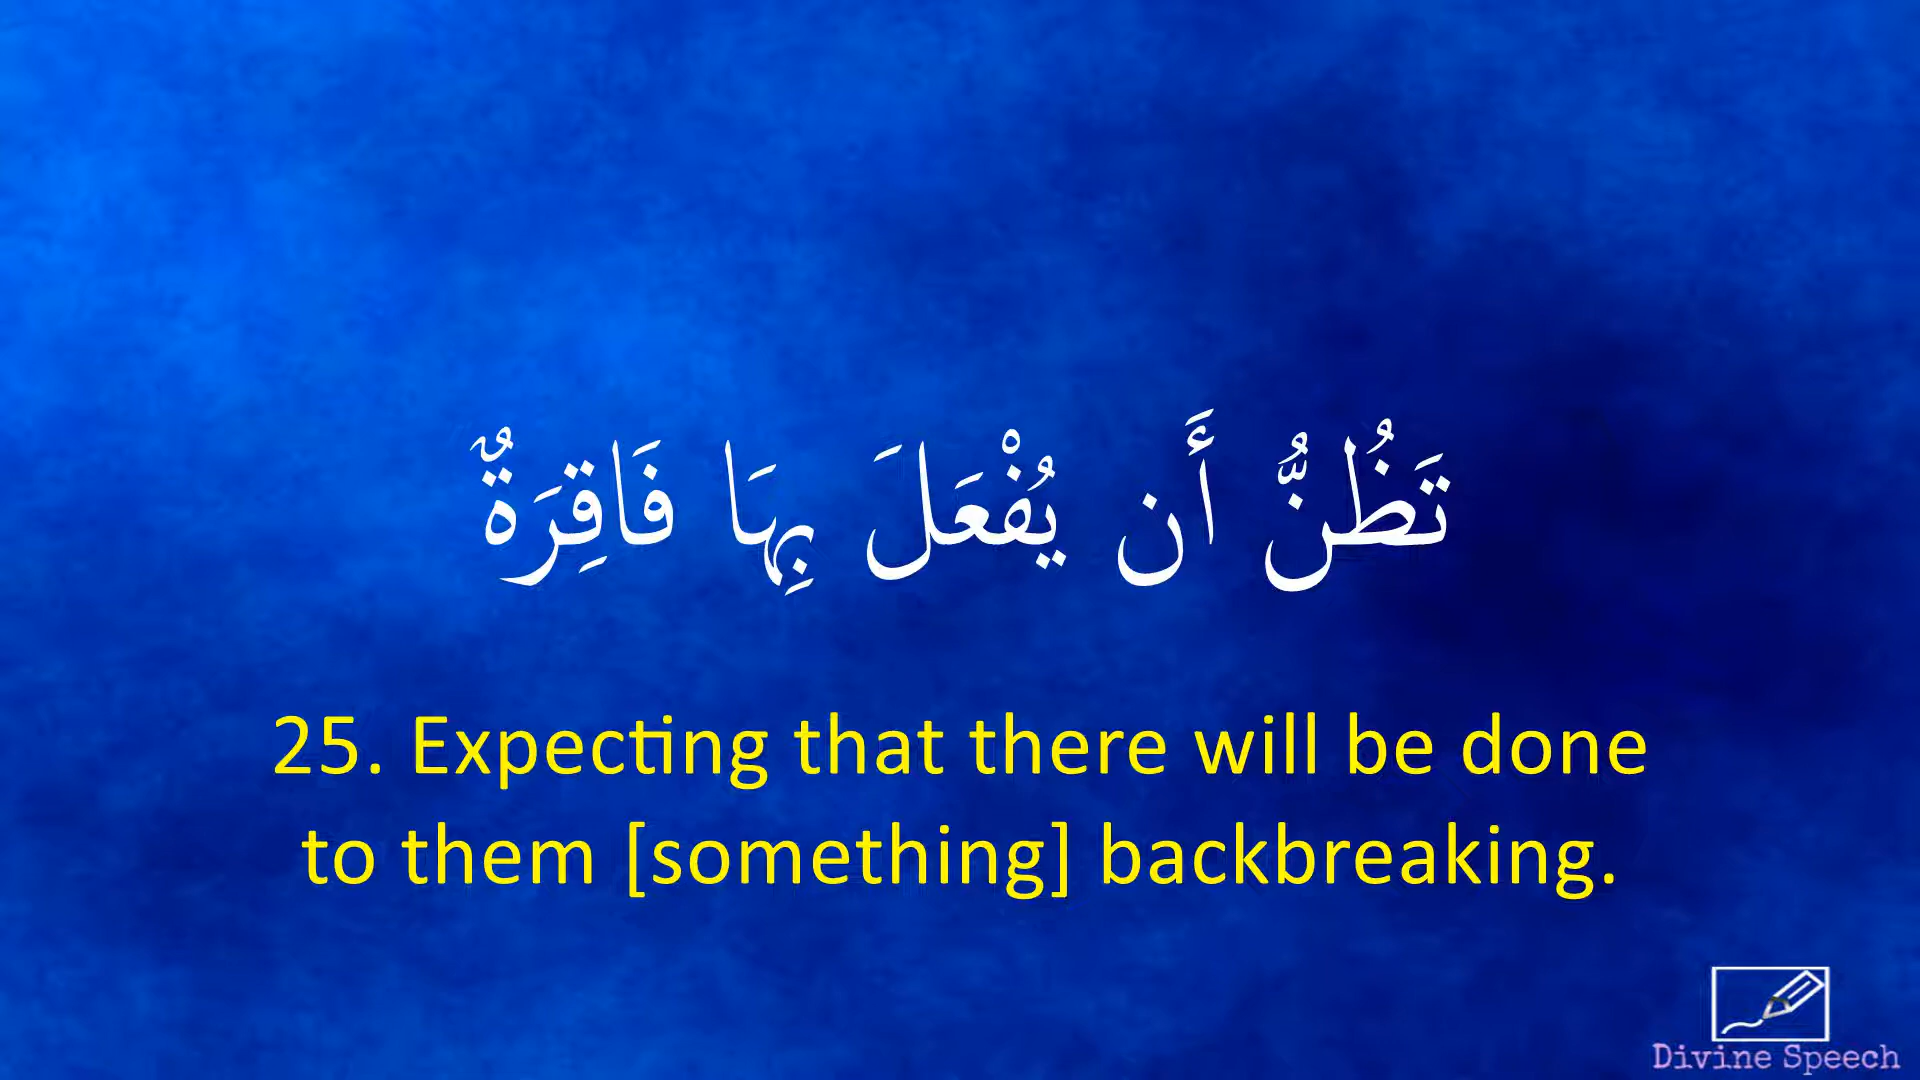 تَظُنُّ أَن يُفْعَلَ بِهَا فَاقِرَةٌ
25. Expecting that there will be done
to them [something] backbreaking.
Divine Speech